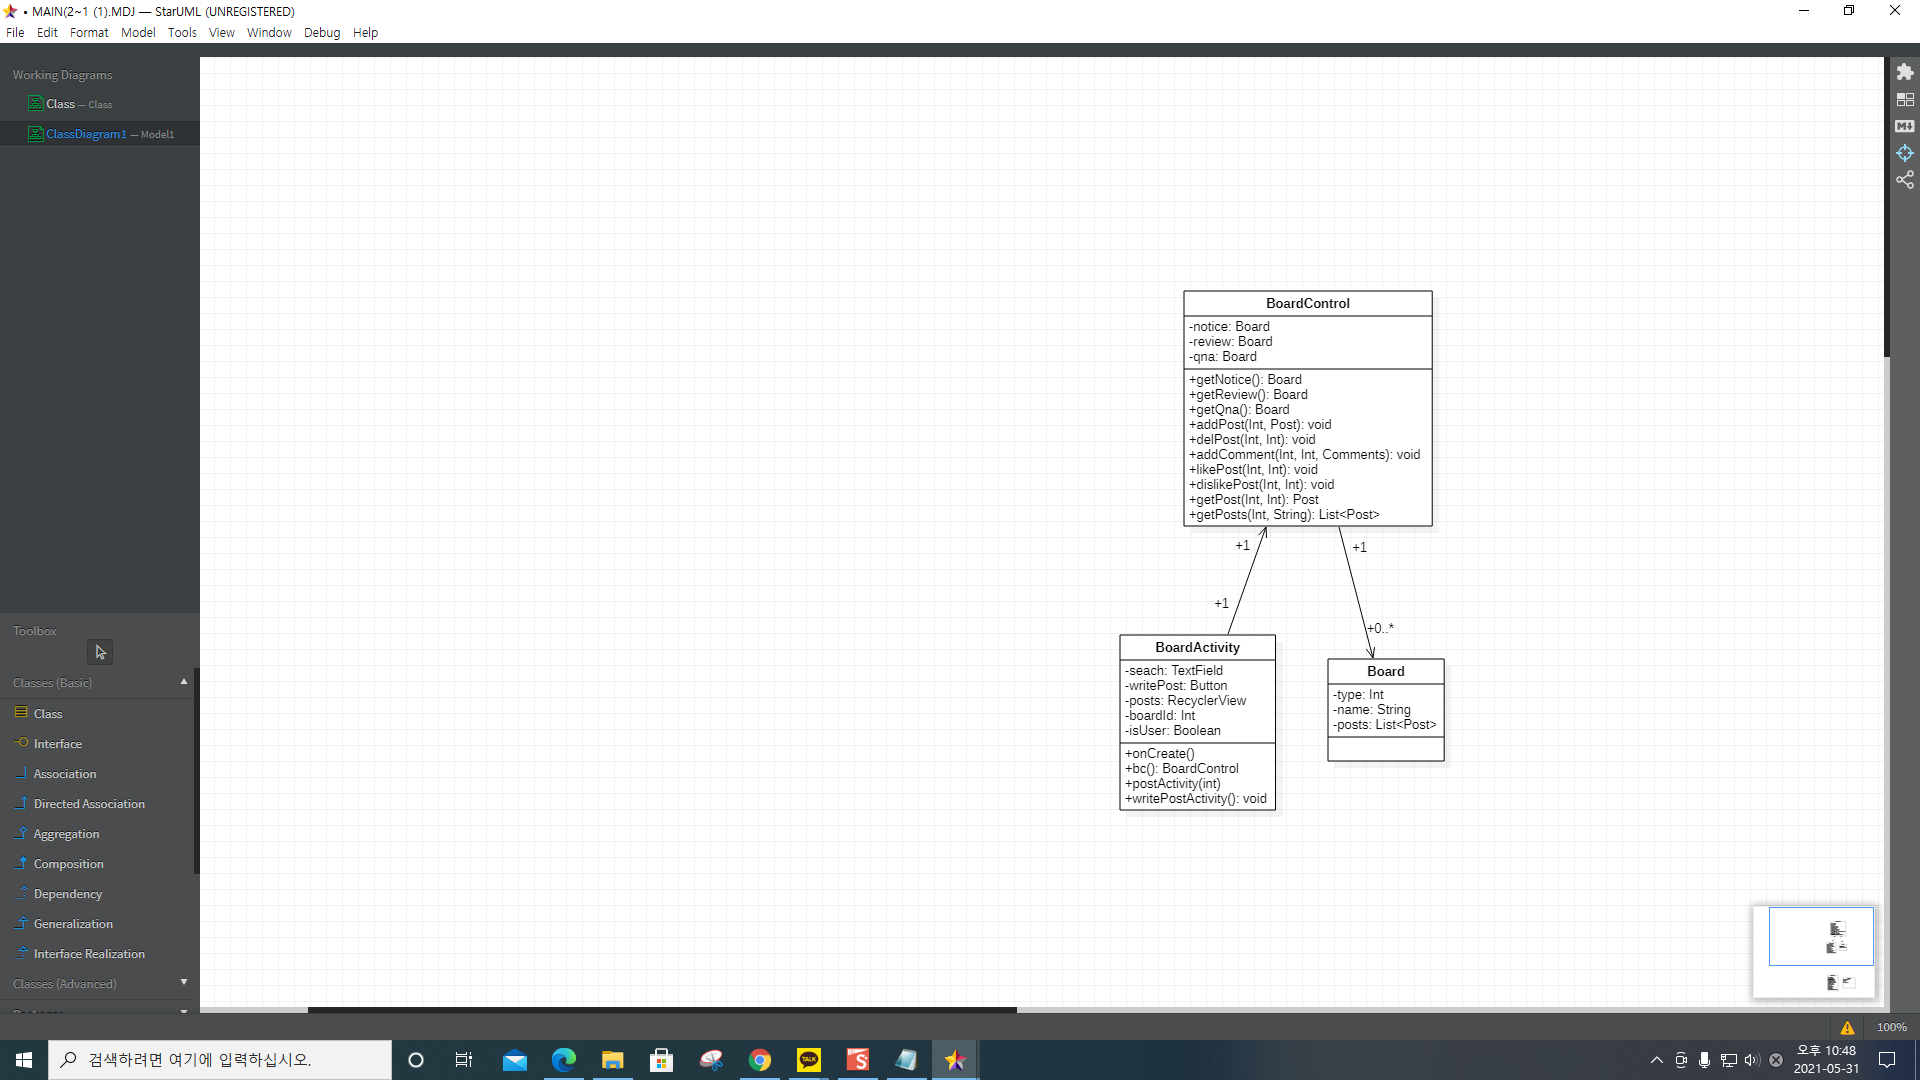 • MAIN(2~1 (1).MDJ — StarUML (UNREGISTERED)
File Edit Format Model Tools View Window Debug Help
Working Diagrams
Class — Class
ClassDiagram1 — Model1
BoardControl
-notice: Board
-review: Board
-qna: Board
+getNotice(): Board
+getReview(): Board
+getQna(): Board
+addPost(Int, Post): void
+delPost(Int, Int): void
+addComment(Int, Int, Comments): void
+likePost(Int, Int): void
+dislikePost(Int, Int): void
+getPost(Int, Int): Post
+getPosts(Int, String): List<Post>
+1
+1
+1
+0..*
BoardActivity
-seach: TextField
-writePost: Button
-posts: RecyclerView
-boardId: Int
-isUser: Boolean
+onCreate()
+bc(): BoardControl
+postActivity(int)
+writePostActivity(): void
Board
-type: Int
-name: String
-posts: List<Post>
Toolbox
Classes (Basic)
Class
Interface
Association
Directed Association
Aggregation
Composition
Dependency
Generalization
Interface Realization
Classes (Advanced)
M
100%
검색하려면 여기에 입력하십시오.
TALK
S
오후 10:48
2021-05-31